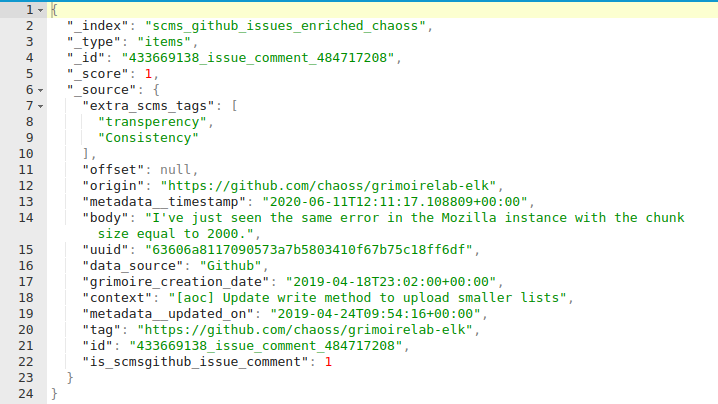 1 {
2 "_index": "scms_github_issues_enriched_chaoss",
3 "_type": "items",
4 "_id": "433669138_issue_comment_484717208",
5 "_score": 1,
6 "_source": {
7 "extra_scms_tags": [
8 "transperency",
9 "Consistency"
10 ],
11 "offset": null,
12 "origin": "https://github.com/chaoss/grimoirelab-elk",
13 "metadata__timestamp": "2020-06-11T12:11:17.108809+00:00",
14 "body": "I've just seen the same error in the Mozilla instance with the chunk
size equal to 2000.",
15 "uuid": "63606a8117090573a7b5803410f67b75c18ff6df",
16 "data_source": "Github",
17 "grimoire_creation_date": "2019-04-18T23:02:00+00:00",
18 "context": "[aoc] Update write method to upload smaller lists",
19 "metadata__updated_on": "2019-04-24T09:54:16+00:00",
20 "tag": "https://github.com/chaoss/grimoirelab-elk",
21 "id": "433669138_issue_comment_484717208",
22 "is_scmsgithub_issue_comment": 1
23 }
24 }